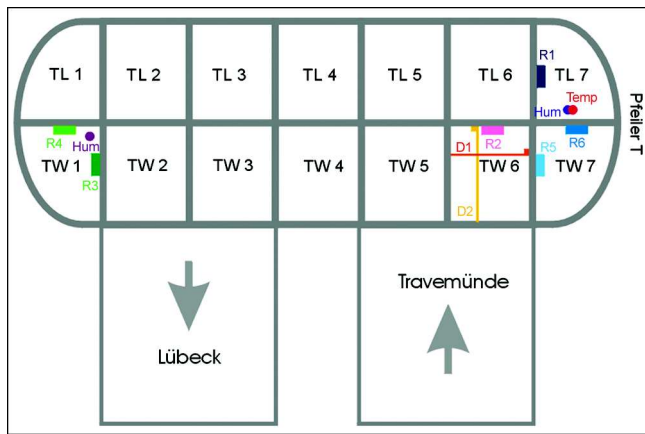 TL 1 TL 2 TL 3 TL 4 TL 5 TL 6 R1 TL 7
Hum Temp
Pfeiler T
R4 Hum D1 R2 R5 R6
TW 1 R3 TW 2 TW 3 TW 4 TW 5 TW 6 TW 7
D2
Travemünde
Lübeck